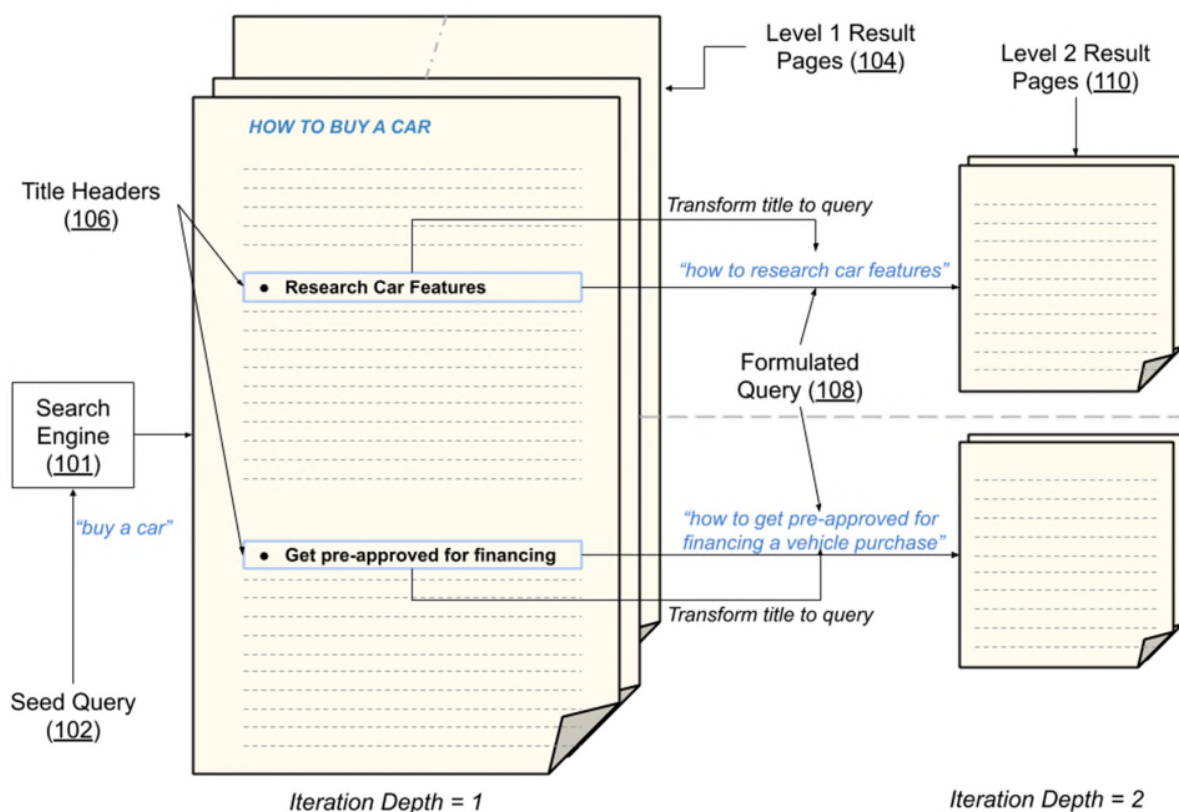 Level 1 Result
Pages (104)
Level 2 Result
Pages (110)
HOW TO BUY A CAR
Title Headers
(106)
Transform title to query
“how to research car features”
● Research Car Features
Formulated
Query (108)
Search
Engine
(101)
“buy a car”
“how to get pre-approved for
financing a vehicle purchase”
● Get pre-approved for financing
Transform title to query
Seed Query
(102)
Iteration Depth = 1
Iteration Depth = 2